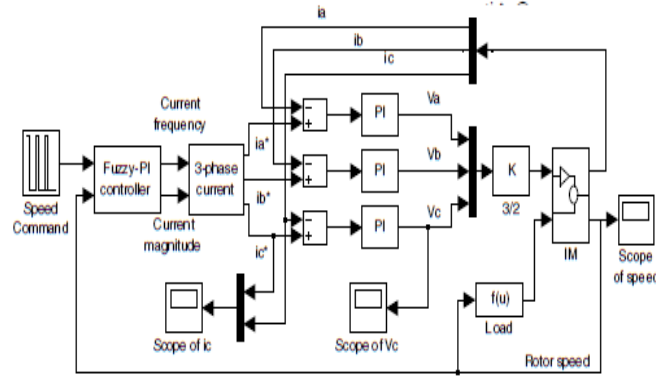 ia
ib
ic
Current
frequency
Va
Fuzzy-PI
controller
3-phase
current
ia*
ib*
ic*
−
+
−
+
−
+
PI
PI
PI
Vb
Vc
K
3/2
IM
Speed
Command
Current
magnitude
Scope
of speed
f(u)
Load
Scope of ic
Scope of Vc
Rotor speed